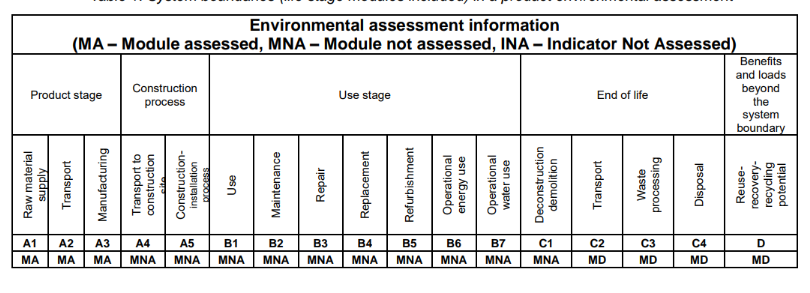 Table 1. System boundaries (life stage modules included) in a product environmental assessment
Environmental assessment information
(MA – Module assessed, MNA – Module not assessed, INA – Indicator Not Assessed)
Product stage
Construction
process
Use stage
End of life
Benefits
and loads
beyond
the
system
boundary
Raw material
supply
Transport
Manufacturing
Transport to
construction
site
Construction-
installation
process
Use
Maintenance
Repair
Replacement
Refurbishment
Operational
energy use
Operational
water use
Deconstruction
demolition
Transport
Waste
processing
Disposal
Reuse-
recovery-
recycling
potential
A1 A2 A3 A4 A5 B1 B2 B3 B4 B5 B6 B7 C1 C2 C3 C4 D
MA MA MA MNA MNA MNA MNA MNA MNA MNA MNA MNA MNA MD MD MD MD